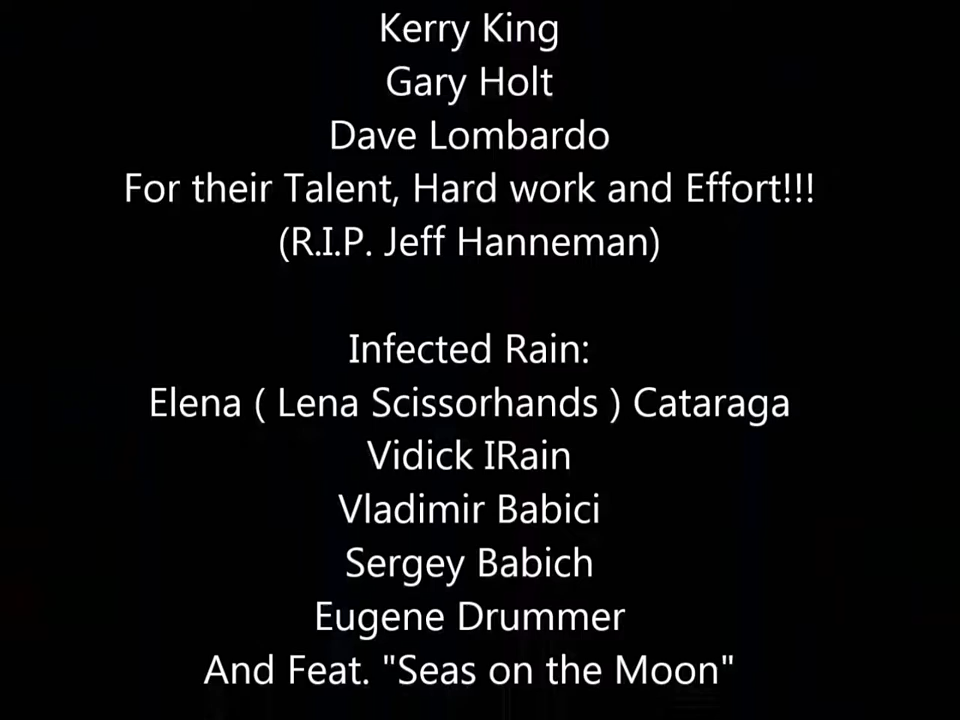 Kerry King
Gary Holt
Dave Lombardo
For their Talent, Hard work and Effort!!!
(R.I.P. Jeff Hanneman)
Infected Rain:
Elena ( Lena Scissorhands ) Cataraga
Vidick IRain
Vladimir Babici
Sergey Babich
Eugene Drummer
And Feat. "Seas on the Moon"